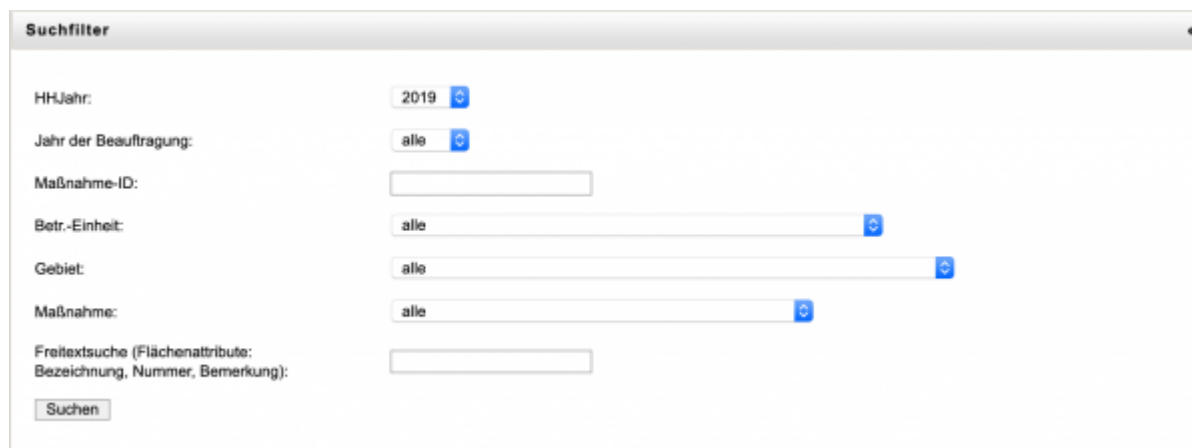 Suchfilter
HHJahr: 2019
Jahr der Beauftragung: alle
Maßnahme-ID:
Betr.-Einheit: alle
Gebiet: alle
Maßnahme: alle
Freitextsuche (Flächenattribute:
Bezeichnung, Nummer, Bemerkung):
Suchen